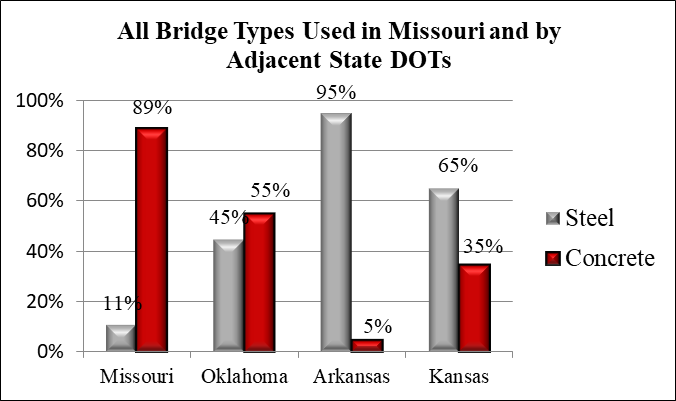 All Bridge Types Used in Missouri and by
Adjacent State DOTs
100%
80%
60%
40%
20%
0%
11%
89%
45%
55%
95%
5%
65%
35%
Missouri
Oklahoma
Arkansas
Kansas
Steel
Concrete